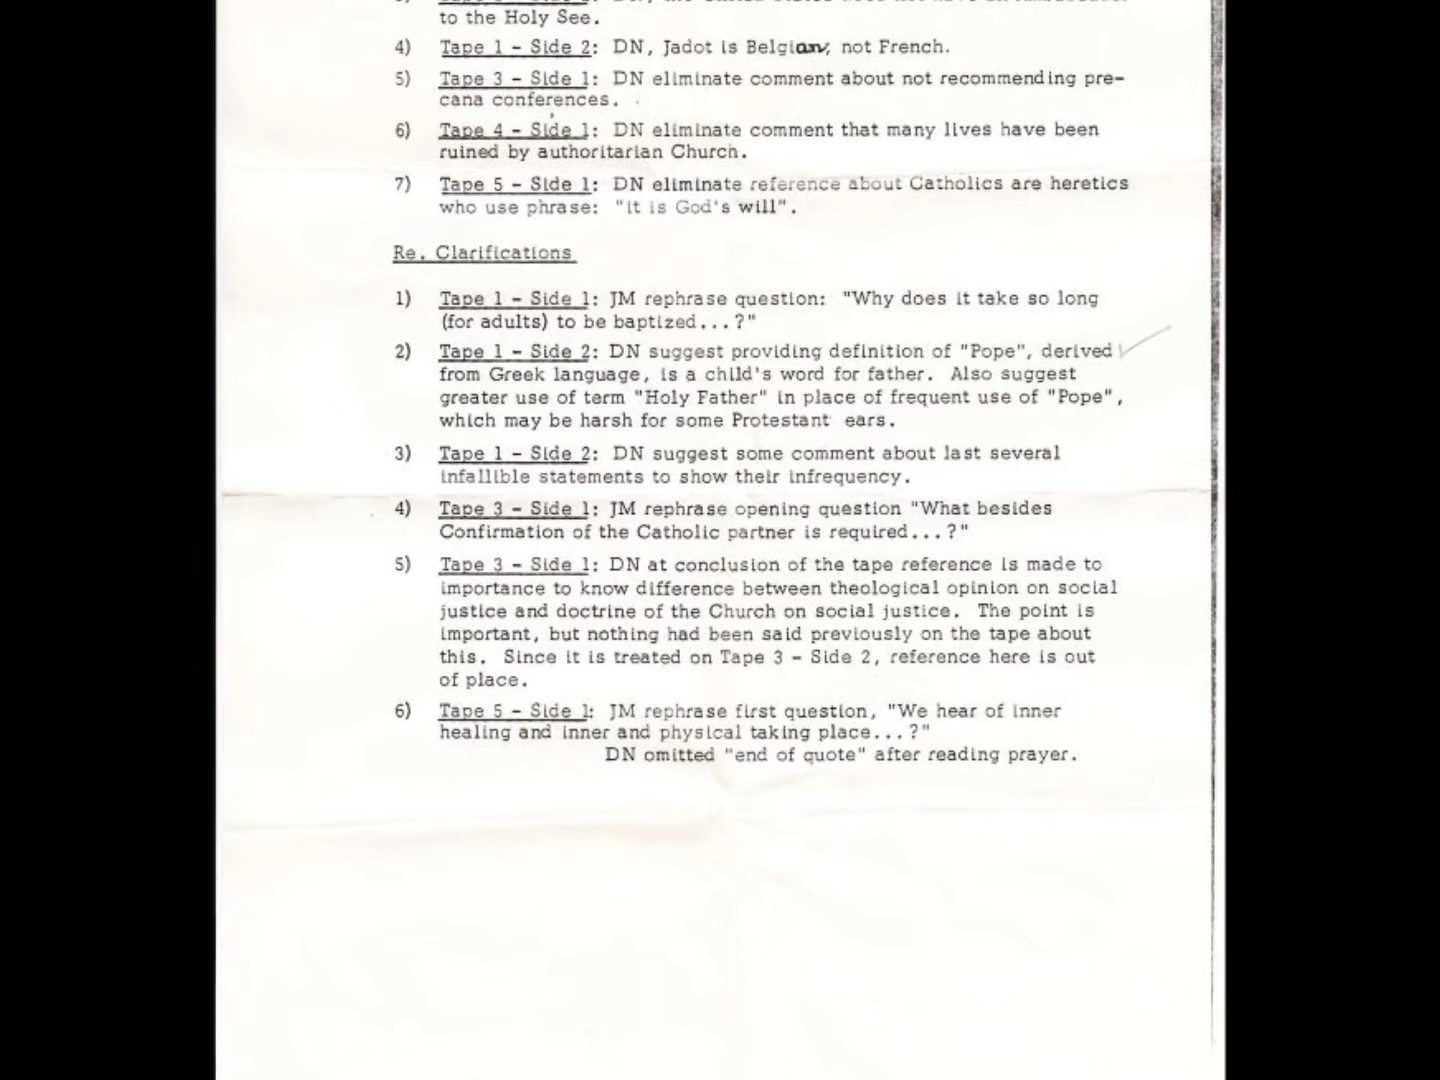 to the Holy See.
4) Tape 1 - Side 2: DN, Jadot is Belgian, not French.
5) Tape 3 - Side 1: DN eliminate comment about not recommending pre-
cana conferences.
6) Tape 4 - Side 1: DN eliminate comment that many lives have been
ruined by authoritarian Church.
7) Tape 5 - Side 1: DN eliminate reference about Catholics are heretics
who use phrase: "it is God's will".
Re. Clarifications
1) Tape 1 - Side 1: JM rephrase question: "Why does it take so long
(for adults) to be baptized...?"
2) Tape 1 - Side 2: DN suggest providing definition of "Pope", derived
from Greek language, is a child's word for father. Also suggest
greater use of term "Holy Father" in place of frequent use of "Pope",
which may be harsh for some Protestant ears.
3) Tape 1 - Side 2: DN suggest some comment about last several
infallible statements to show their infrequency.
4) Tape 3 - Side 1: JM rephrase opening question "What besides
Confirmation of the Catholic partner is required...?"
5) Tape 3 - Side 1: DN at conclusion of the tape reference is made to
importance to know difference between theological opinion on social
justice and doctrine of the Church on social justice. The point is
important, but nothing had been said previously on the tape about
this. Since it is treated on Tape 3 - Side 2, reference here is out
of place.
6) Tape 5 - Side 1: JM rephrase first question, "We hear of inner
healing and inner and physical taking place...?"
DN omitted "end of quote" after reading prayer.